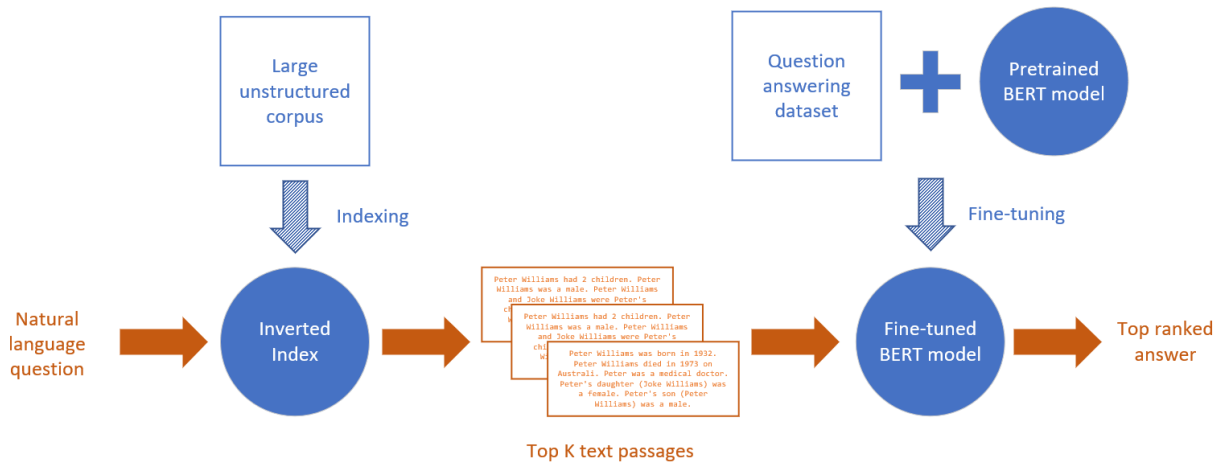 Large
unstructured
corpus
Question
answering
dataset
Pretrained
BERT model
Indexing
Fine-tuning
Natural
language
question
Inverted
Index
Peter Williams had 2 children. Peter
Williams was a male. Peter Williams
and Joke Williams were Peter's
Peter Williams had 2 children. Peter
Williams was a male. Peter Williams
and Joke Williams were Peter's
Peter Williams was born in 1932.
Peter Williams died in 1973 on
Australi. Peter was a medical doctor.
Peter's daughter (Joke Williams) was
a female. Peter's son (Peter
Williams) was a male.
Fine-tuned
BERT model
Top ranked
answer
Top K text passages